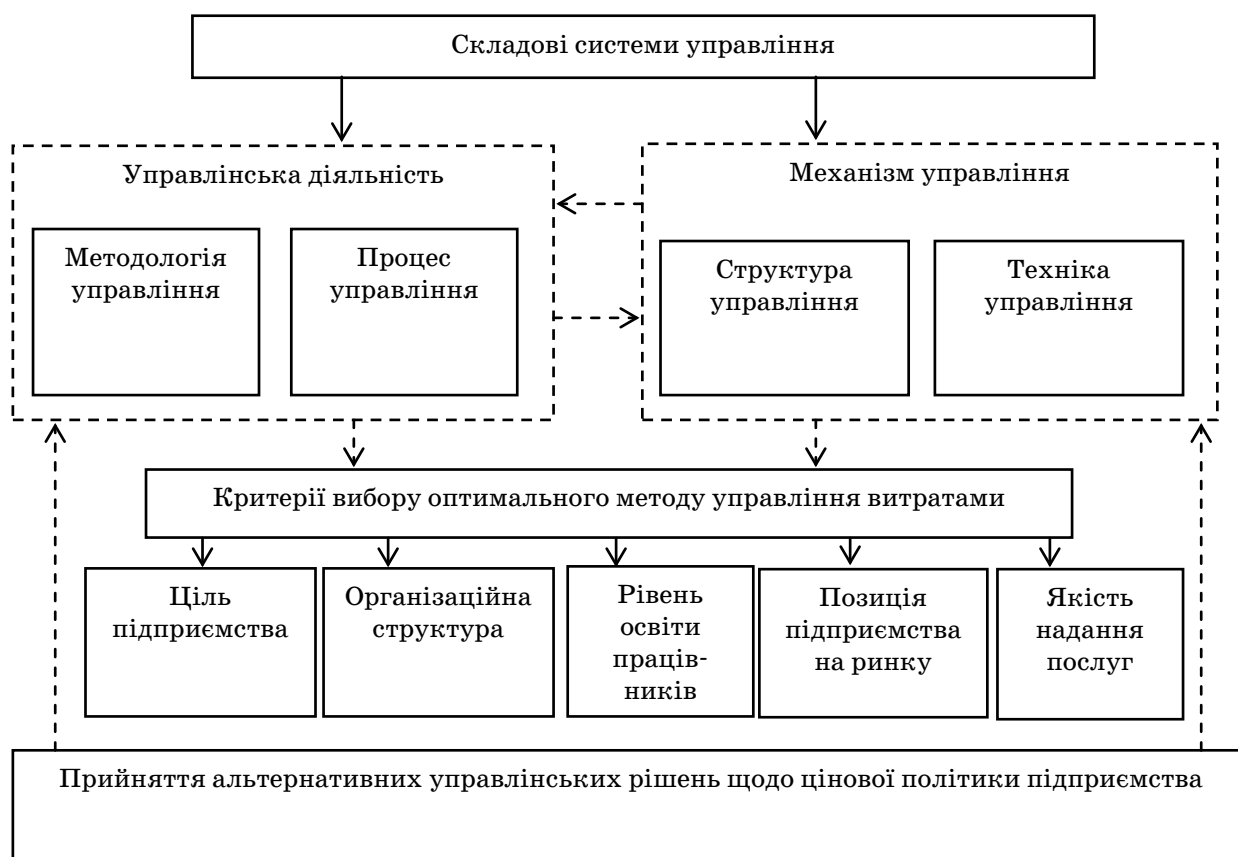 Складові системи управління
Управлінська діяльність
Механізм управління
Методологія
управління
Процес
управління
Структура
управління
Техніка
управління
Критерії вибору оптимального методу управління витратами
Ціль
підприємства
Організаційна
структура
Рівень
освіти
праців-
ників
Позиція
підприємства
на ринку
Якість
надання
послуг
Прийняття альтернативних управлінських рішень щодо цінової політики підприємства